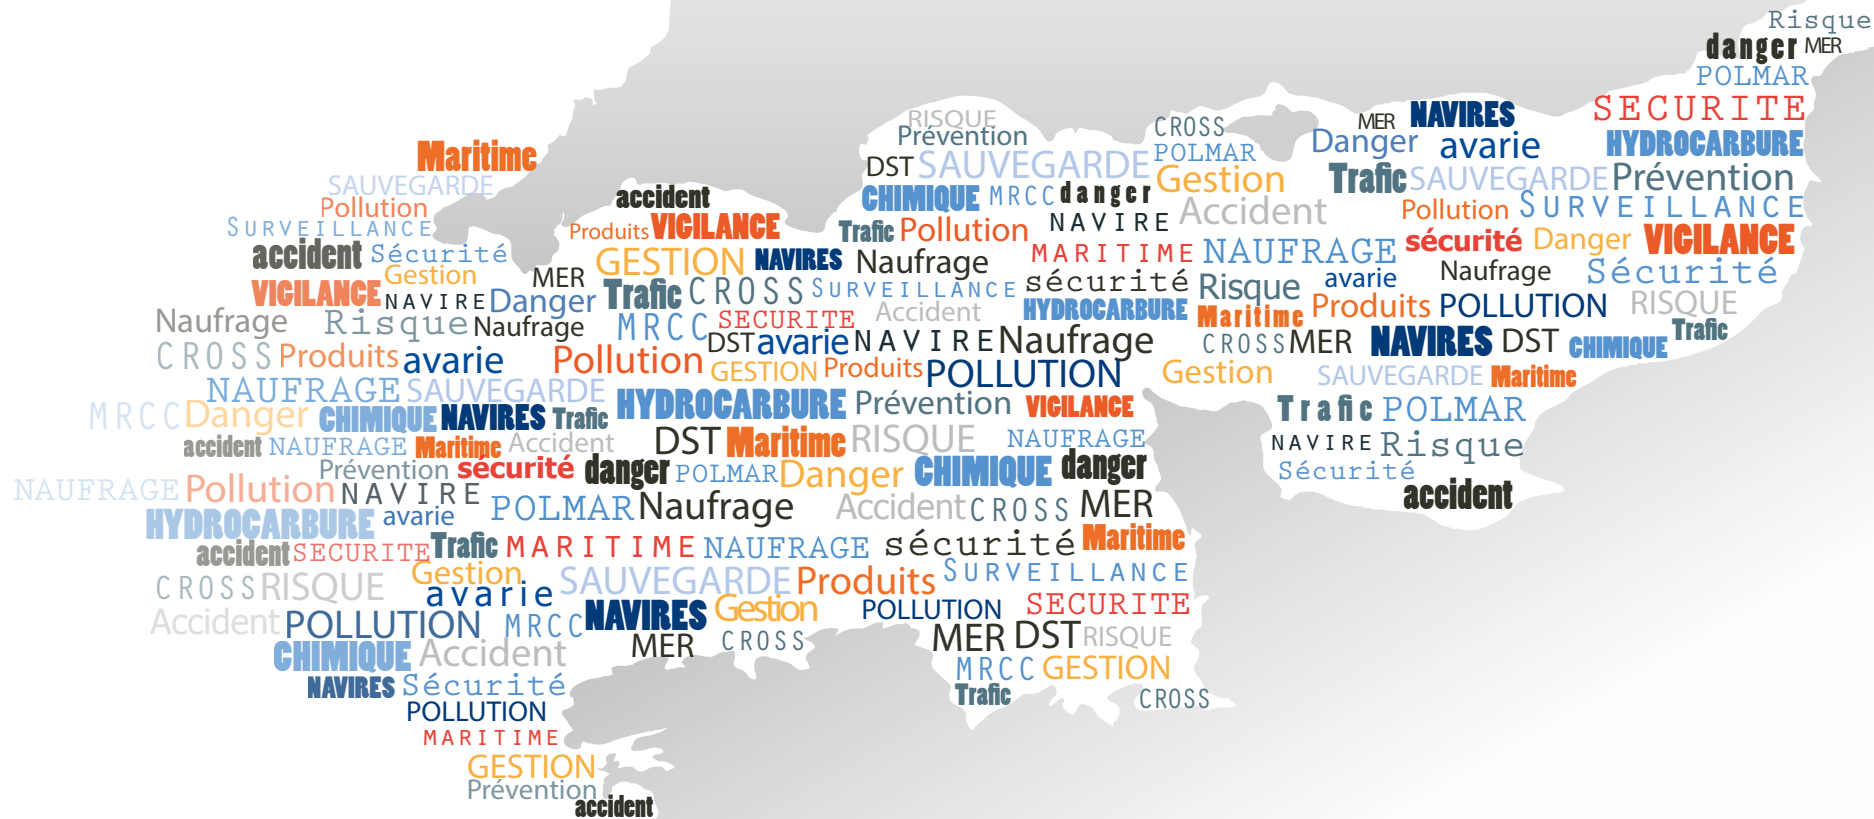 Risque
danger MER
POLMAR
SECURITE
RISQUE CROSS MER NAVIRES
Prévention POLMAR Danger avarie HYDROCARBURE
Maritime DST SAUVEGARDE Gestion Trafic SAUVEGARDE Prévention
SAUVEGARDE accident CHIMIQUE MRCC danger Accident Pollution SURVEILLANCE
Pollution Produits VIGILANCE Trafic Pollution NAVIRE
SURVEILLANCE MARITIME NAUFRAGE sécurité Danger VIGILANCE
accident Sécurité GESTION NAVIRES Naufrage sécurité Risque avarie Naufrage Sécurité
Gestion MER Trafic CROSS SURVEILLANCE
VIGILANCE NAVIRE Danger Accident HYDROCARBURE Maritime Produits POLLUTION RISQUE
Naufrage Risque Naufrage MRCC SECURITE Trafic
DST avarie NAVIRE Naufrage CROSS MER NAVIRES DST CHIMIQUE
CROSS Produits avarie Pollution GESTION Produits POLLUTION Gestion SAUVEGARDE Maritime
NAUFRAGE SAUVEGARDE HYDROCARBURE Prévention VIGILANCE Trafic POLMAR
MRCC Danger CHIMIQUE NAVIRES Trafic
accident NAUFRAGE Maritime Accident DST Maritime RISQUE NAUFRAGE NAVIRE Risque
Prévention sécurité danger POLMAR Danger CHIMIQUE danger Sécurité
NAUFRAGE Pollution NAVIRE accident
HYDROCARBURE avarie POLMAR Naufrage Accident CROSS MER
accident SECURITE Trafic MARITIME NAUFRAGE sécurité Maritime
CROSS RISQUE Gestion SAUVEGARDE Produits SURVEILLANCE
avarie
Accident POLLUTION MRCC NAVIRES Gestion POLLUTION SECURITE
CHIMIQUE Accident MER CROSS MER DST RISQUE
NAVIRES Sécurité MRCC GESTION
POLLUTION Trafic CROSS
MARITIME
GESTION
Prévention
accident